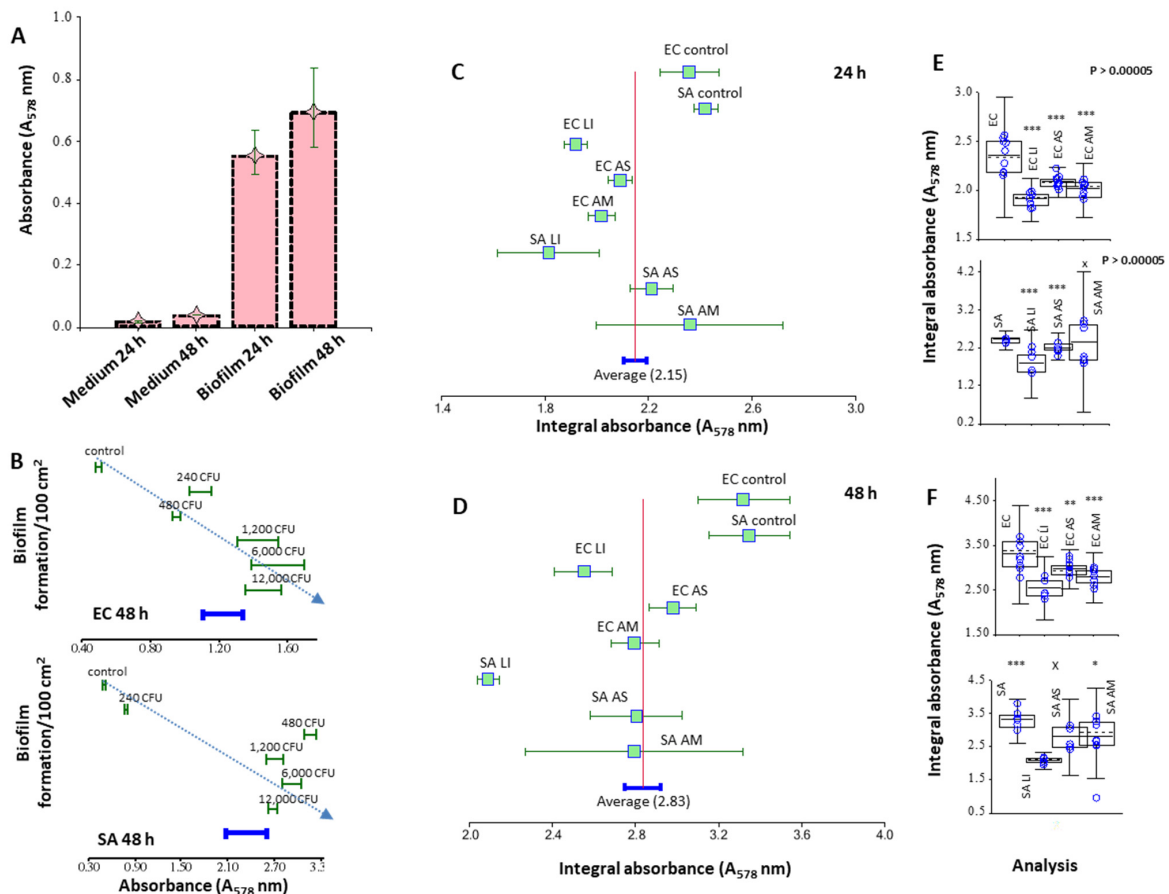 A
Absorbance (A578 nm)
1.0
0.8
0.6
0.4
0.2
0.0
Medium 24 h
Medium 48 h
Biofilm 24 h
Biofilm 48 h
B
Biofilm
formation/100 cm2
control
240 CFU
480 CFU
1,200 CFU
6,000 CFU
12,000 CFU
EC 48 h
0.40
0.80
1.20
1.60
Biofilm
formation/100 cm2
control
240 CFU
480 CFU
1,200 CFU
6,000 CFU
12,000 CFU
SA 48 h
0.30
0.90
1.50
2.10
2.70
Absorbance (A578 nm)
C
24 h
EC control
SA control
EC LI
EC AS
EC AM
SA LI
SA AS
SA AM
Average (2.15)
1.4
1.8
2.2
2.6
3.0
Integral absorbance (A578 nm)
D
48 h
EC control
SA control
EC LI
EC AS
EC AM
SA LI
SA AS
SA AM
Average (2.83)
2.0
2.4
2.8
3.2
3.6
4.0
Integral absorbance (A578 nm)
E
P > 0.00005
Integral absorbance (A578 nm)
3.0
2.5
2.0
1.5
EC
***
EC LI
***
EC AS
***
EC AM
P > 0.00005
4.2
3.2
2.2
1.2
0.2
SA
***
SA LI
***
SA AS
x
SA AM
F
Integral absorbance (A578 nm)
5.50
3.50
2.50
1.50
EC
***
EC LI
**
EC AS
***
EC AM
4.5
3.5
2.5
1.5
0.5
***
SA
SA LI
X
SA AS
*
SA AM
Analysis